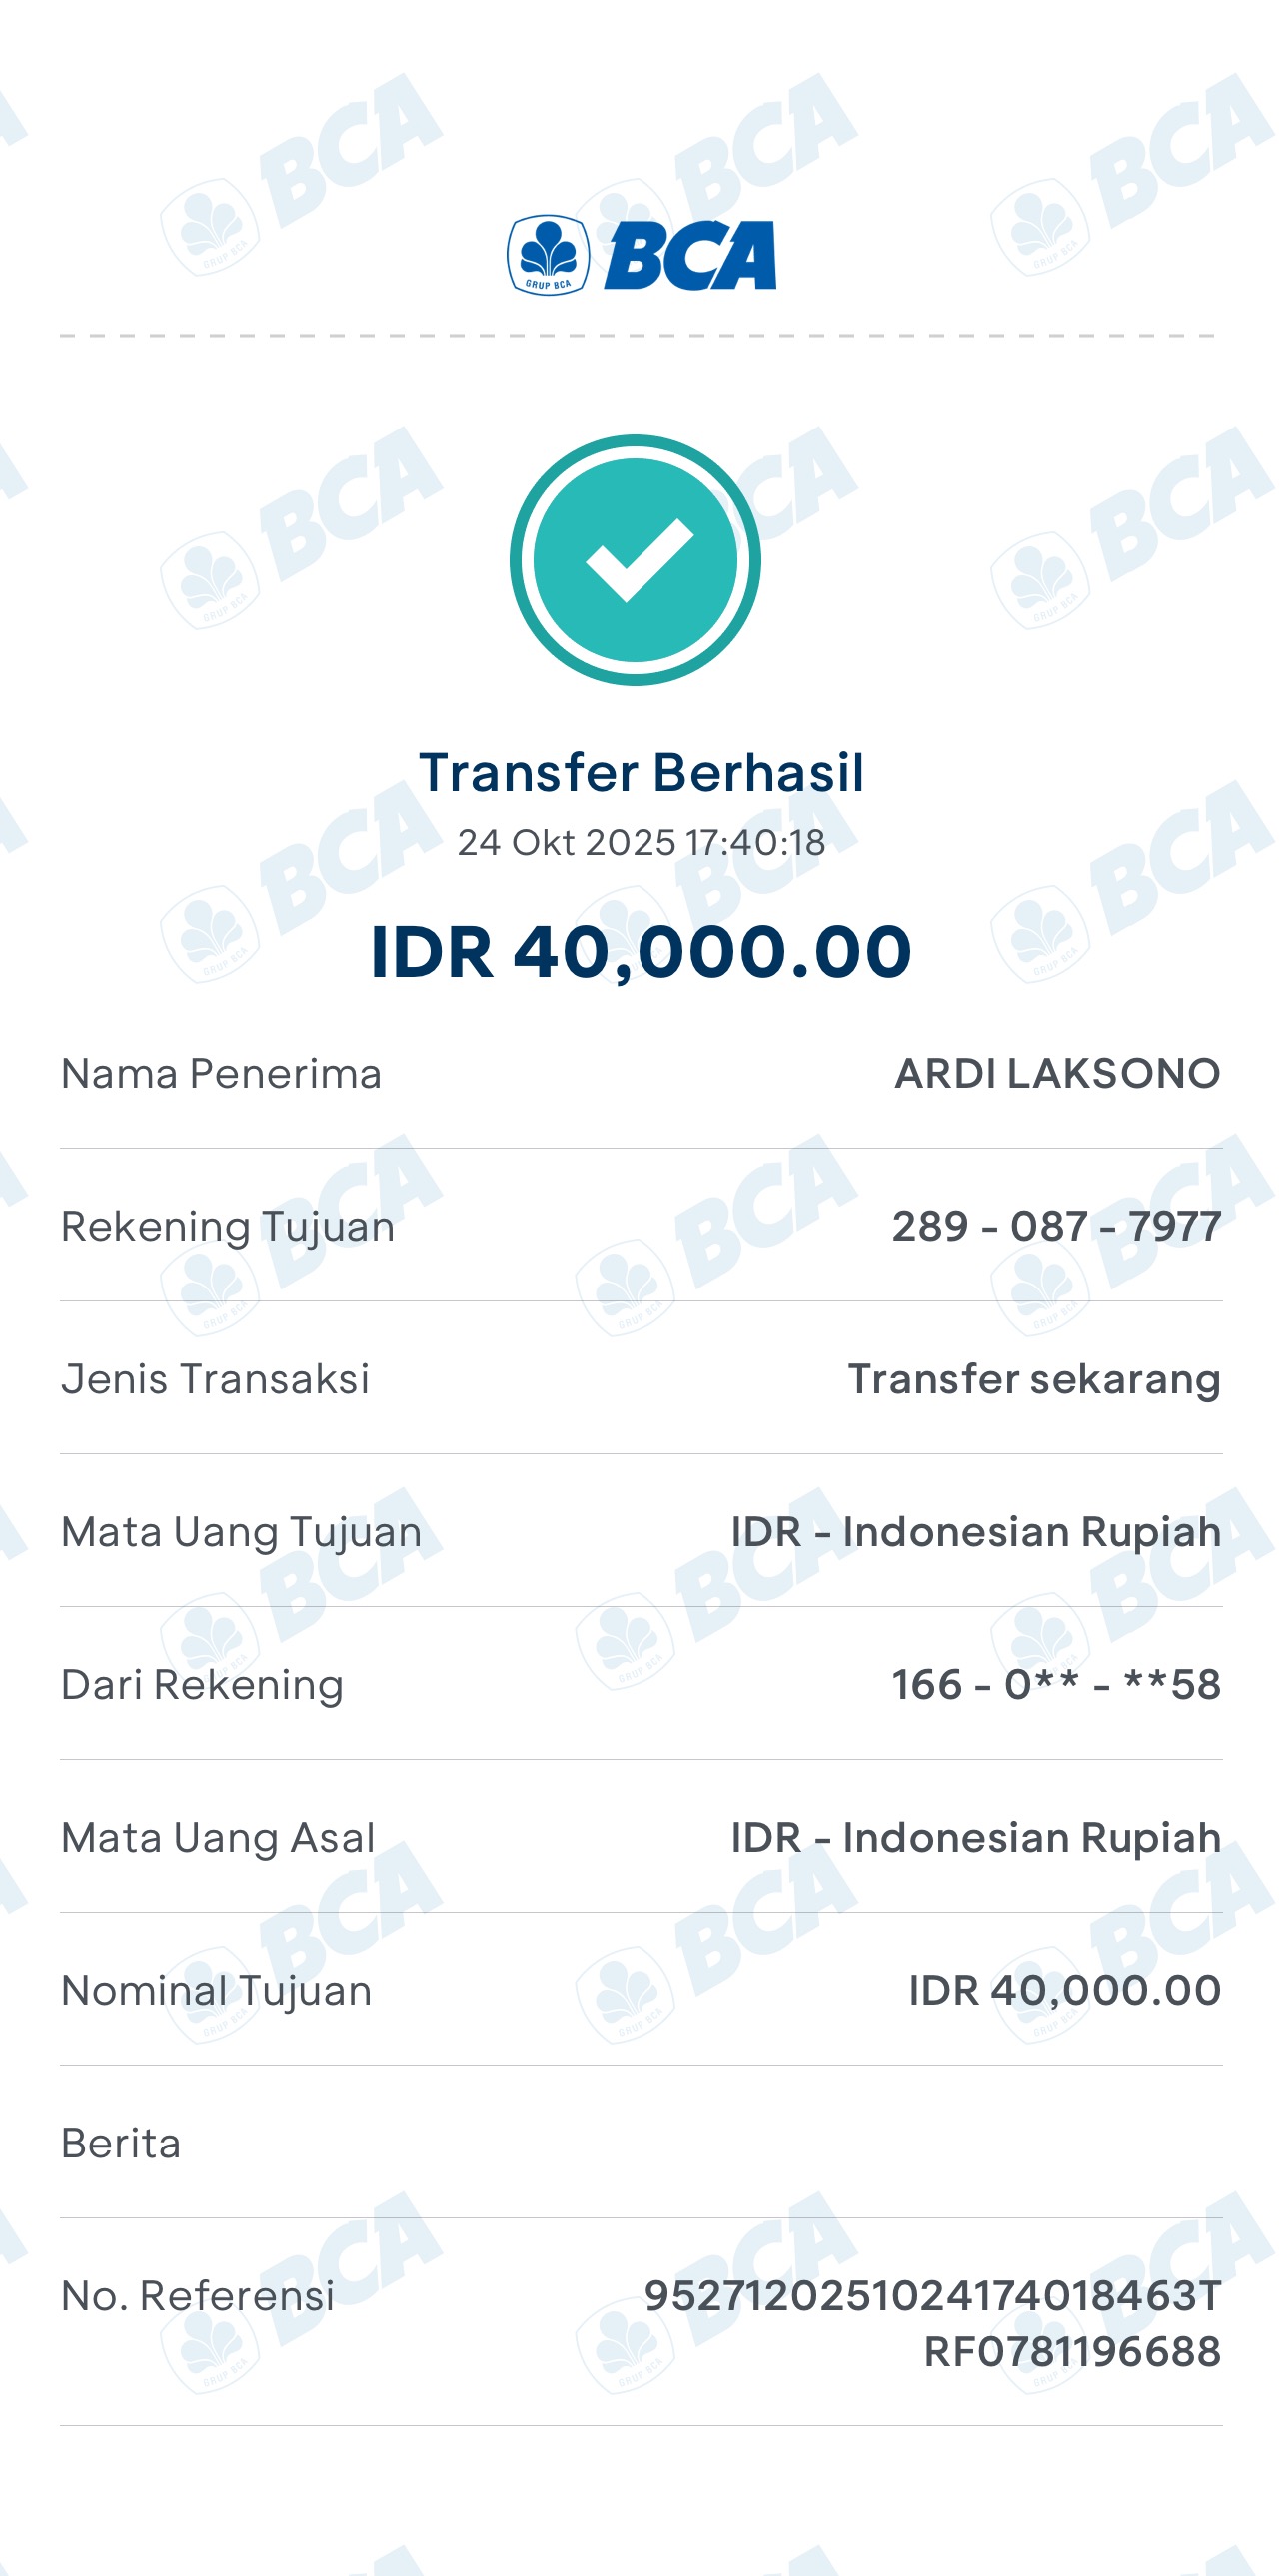 GRUP BCA BCA
Transfer Berhasil
24 Okt 2025 17:40:18
IDR 40,000.00
Nama Penerima ARDI LAKSONO
Rekening Tujuan 289 - 087 - 7977
Jenis Transaksi Transfer sekarang
Mata Uang Tujuan IDR - Indonesian Rupiah
Dari Rekening 166 - 0** - **58
Mata Uang Asal IDR - Indonesian Rupiah
Nominal Tujuan IDR 40,000.00
Berita
No. Referensi 9527120251024174018463T
RF0781196688